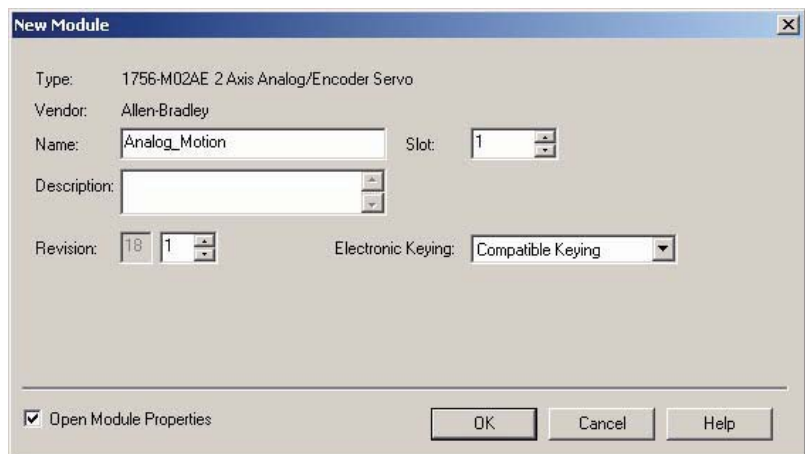 New Module
Type: 1756-M02AE 2 Axis Analog/Encoder Servo
Vendor: Allen-Bradley
Name: Analog_Motion Slot: 1
Description:
Revision: 18 1 Electronic Keying: Compatible Keying
Open Module Properties OK Cancel Help